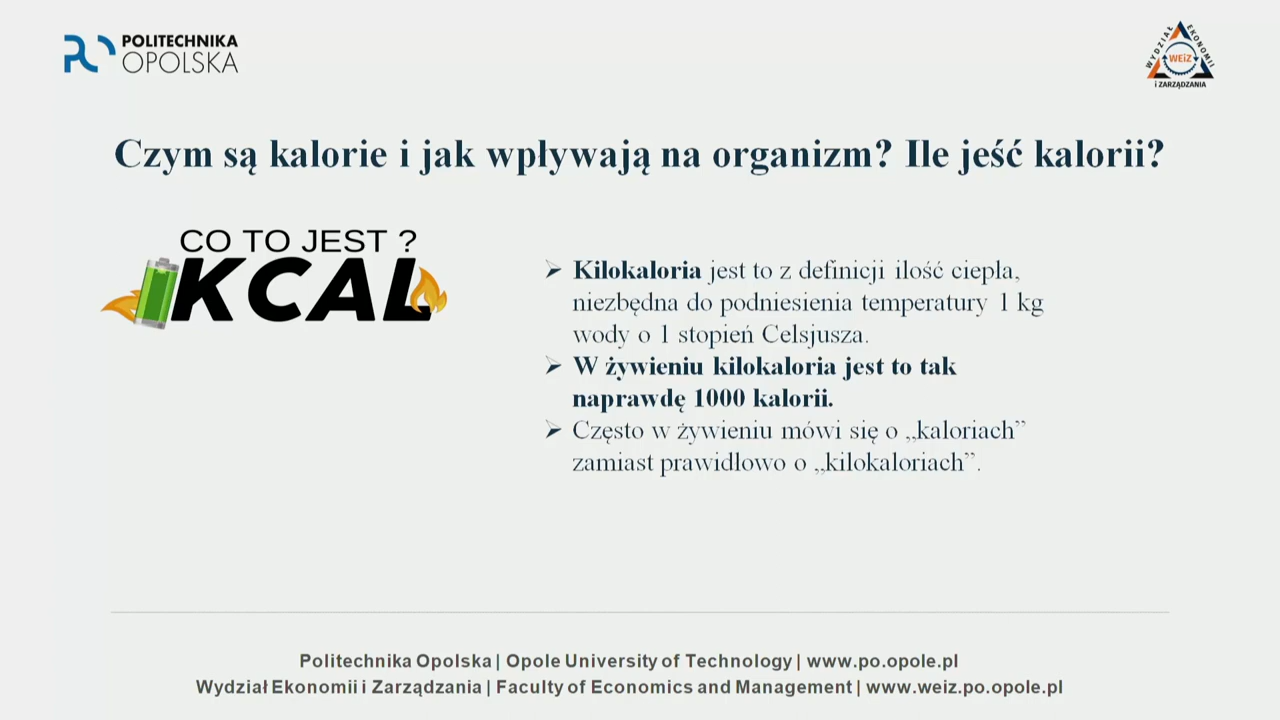 POLITECHNIKA
OPOLSKA
WYDZIAŁ EKONOMII
WEiZ
i ZARZĄDZANIA
Czym są kalorie i jak wpływają na organizm? Ile jeść kalorii?
CO TO JEST ?
KCAL
➢ Kilokaloria jest to z definicji ilość ciepła,
niezbędna do podniesienia temperatury 1 kg
wody o 1 stopień Celsjusza.
➢ W żywieniu kilokaloria jest to tak
naprawdę 1000 kalorii.
➢ Często w żywieniu mówi się o „kaloriach”
zamiast prawidłowo o „kilokaloriach”.
Politechnika Opolska | Opole University of Technology | www.po.opole.pl
Wydział Ekonomii i Zarządzania | Faculty of Economics and Management | www.weiz.po.opole.pl